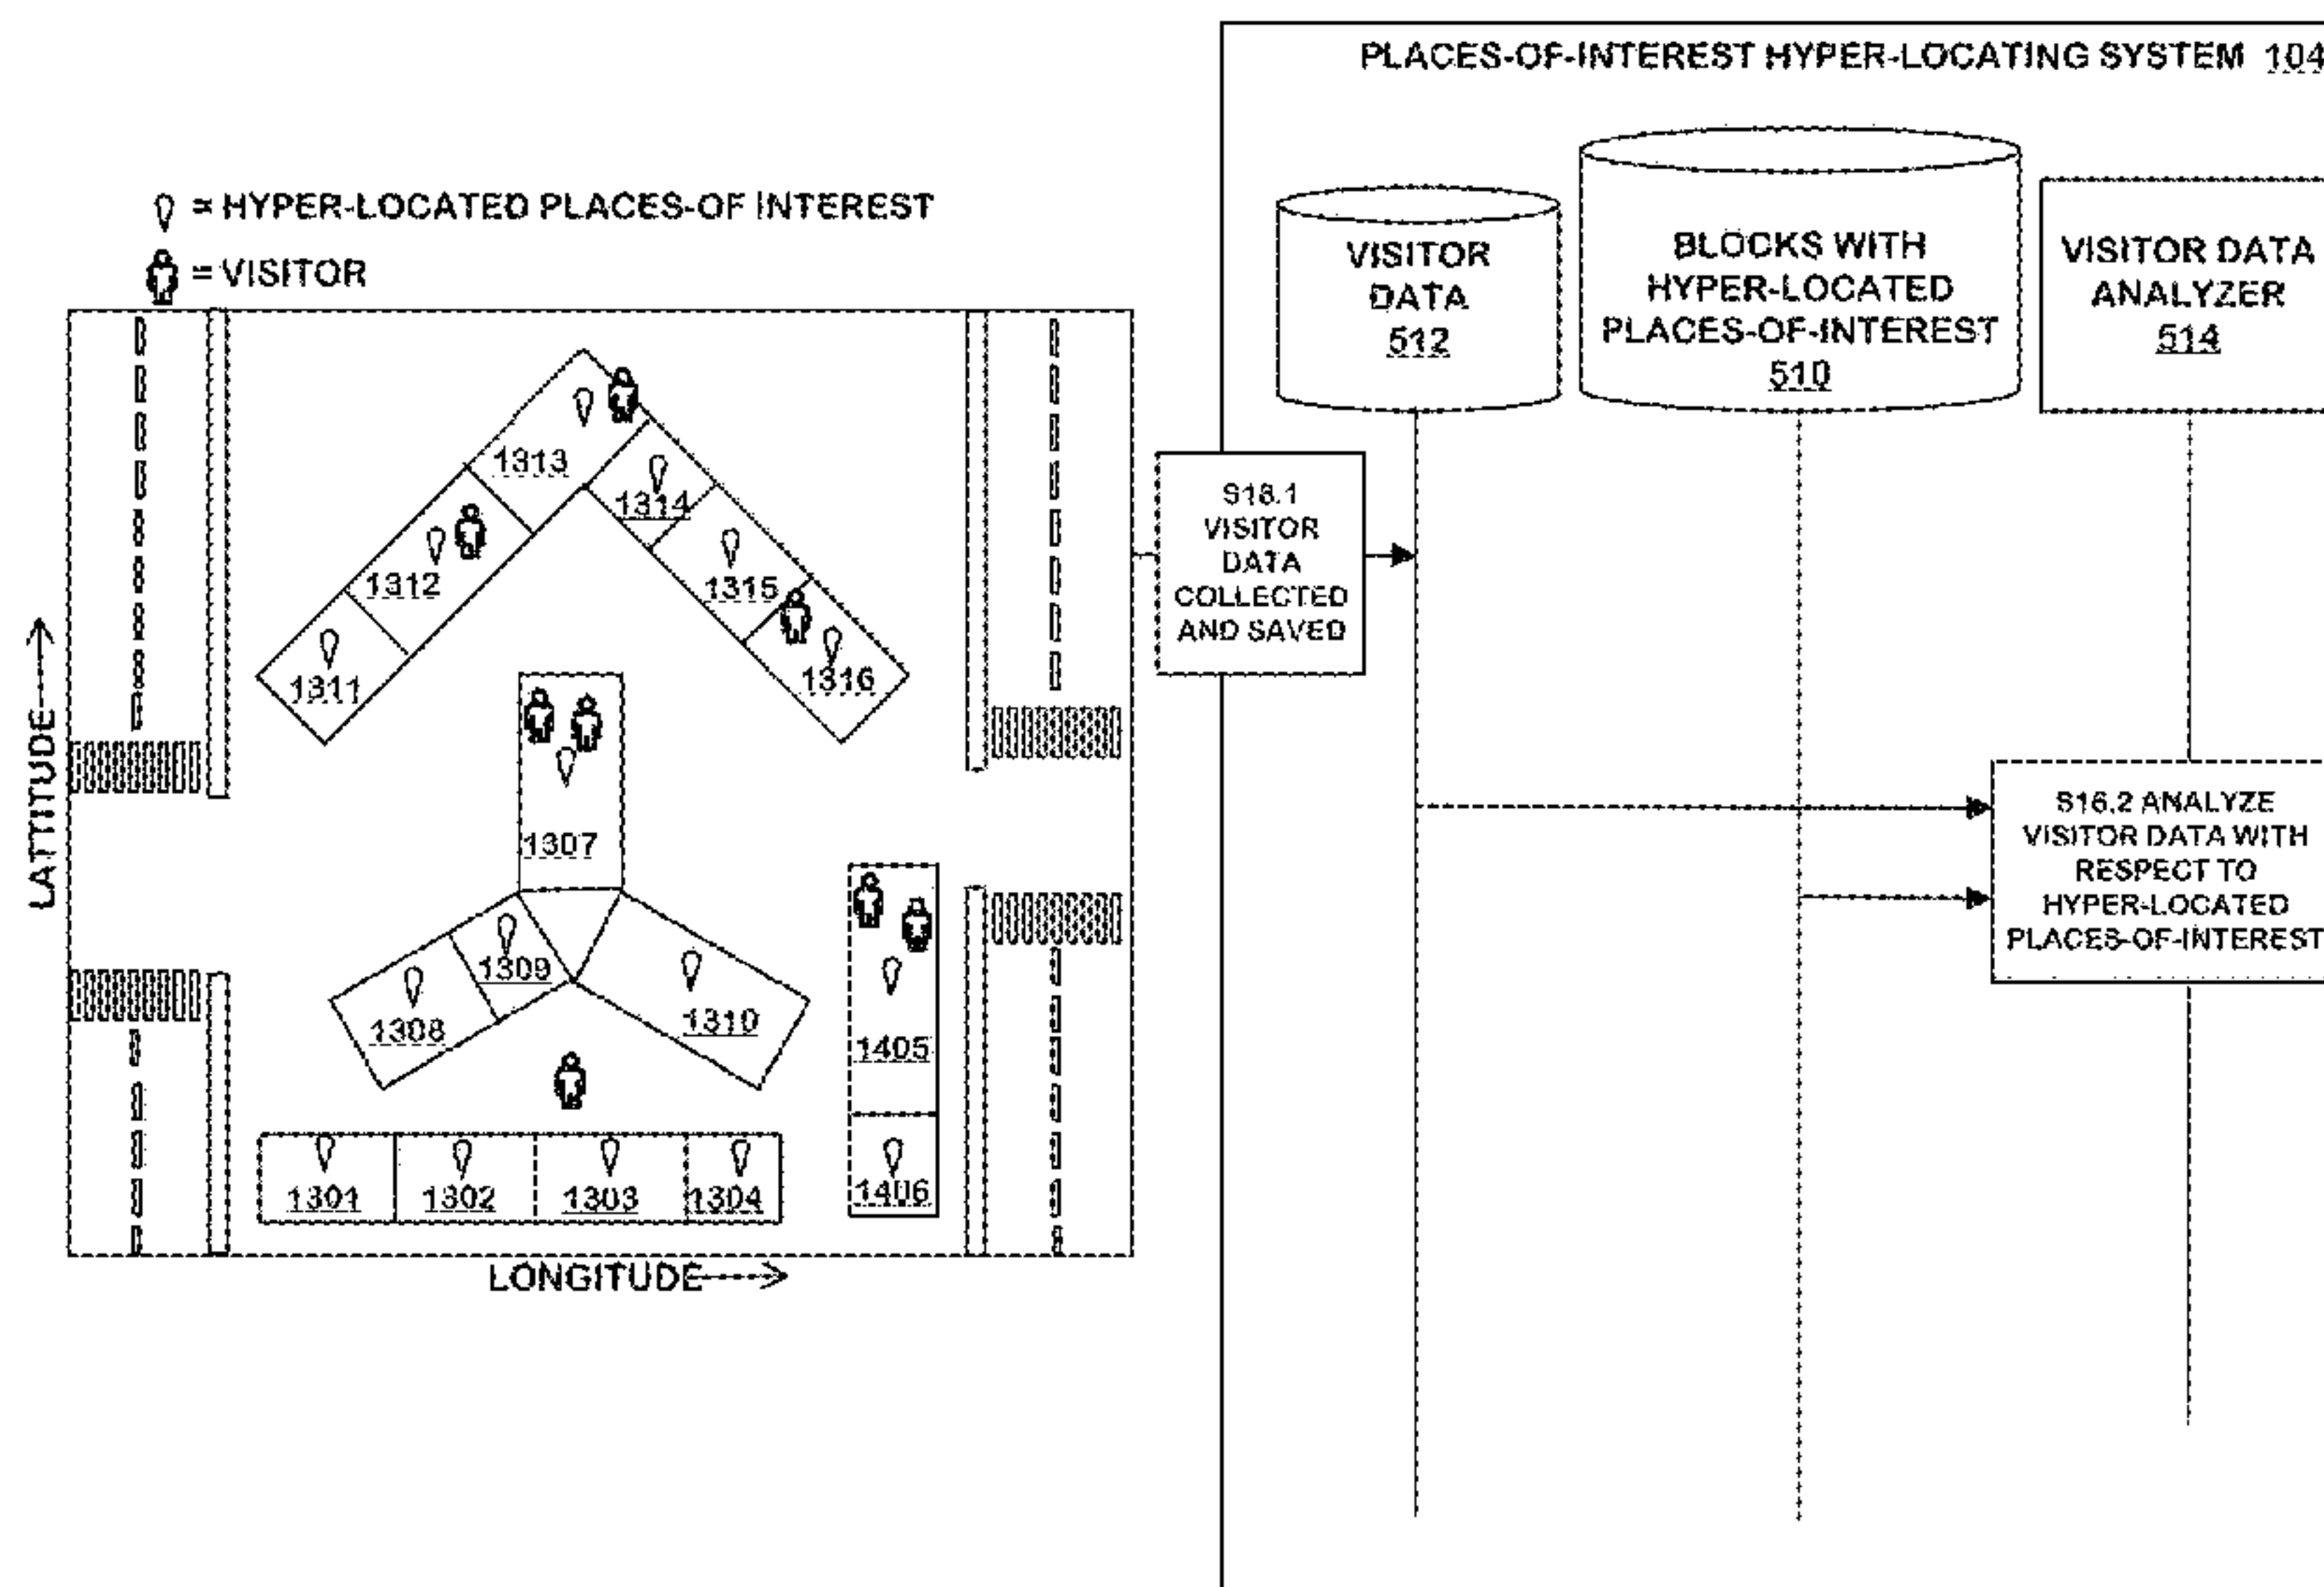 PLACES-OF-INTEREST HYPER-LOCATING SYSTEM 104
= HYPER-LOCATED PLACES-OF INTEREST
= VISITOR
VISITOR
DATA
512
BLOCKS WITH
HYPER-LOCATED
PLACES-OF-INTEREST
510
VISITOR DATA
ANALYZER
514
1313
1314
1312
1315
1311
1316
S16.1
VISITOR
DATA
COLLECTED
AND SAVED
LATTITUDE
1307
1309
1308
1310
1405
1301
1302
1303
1304
1406
LONGITUDE
S16.2 ANALYZE
VISITOR DATA WITH
RESPECT TO
HYPER-LOCATED
PLACES-OF-INTEREST